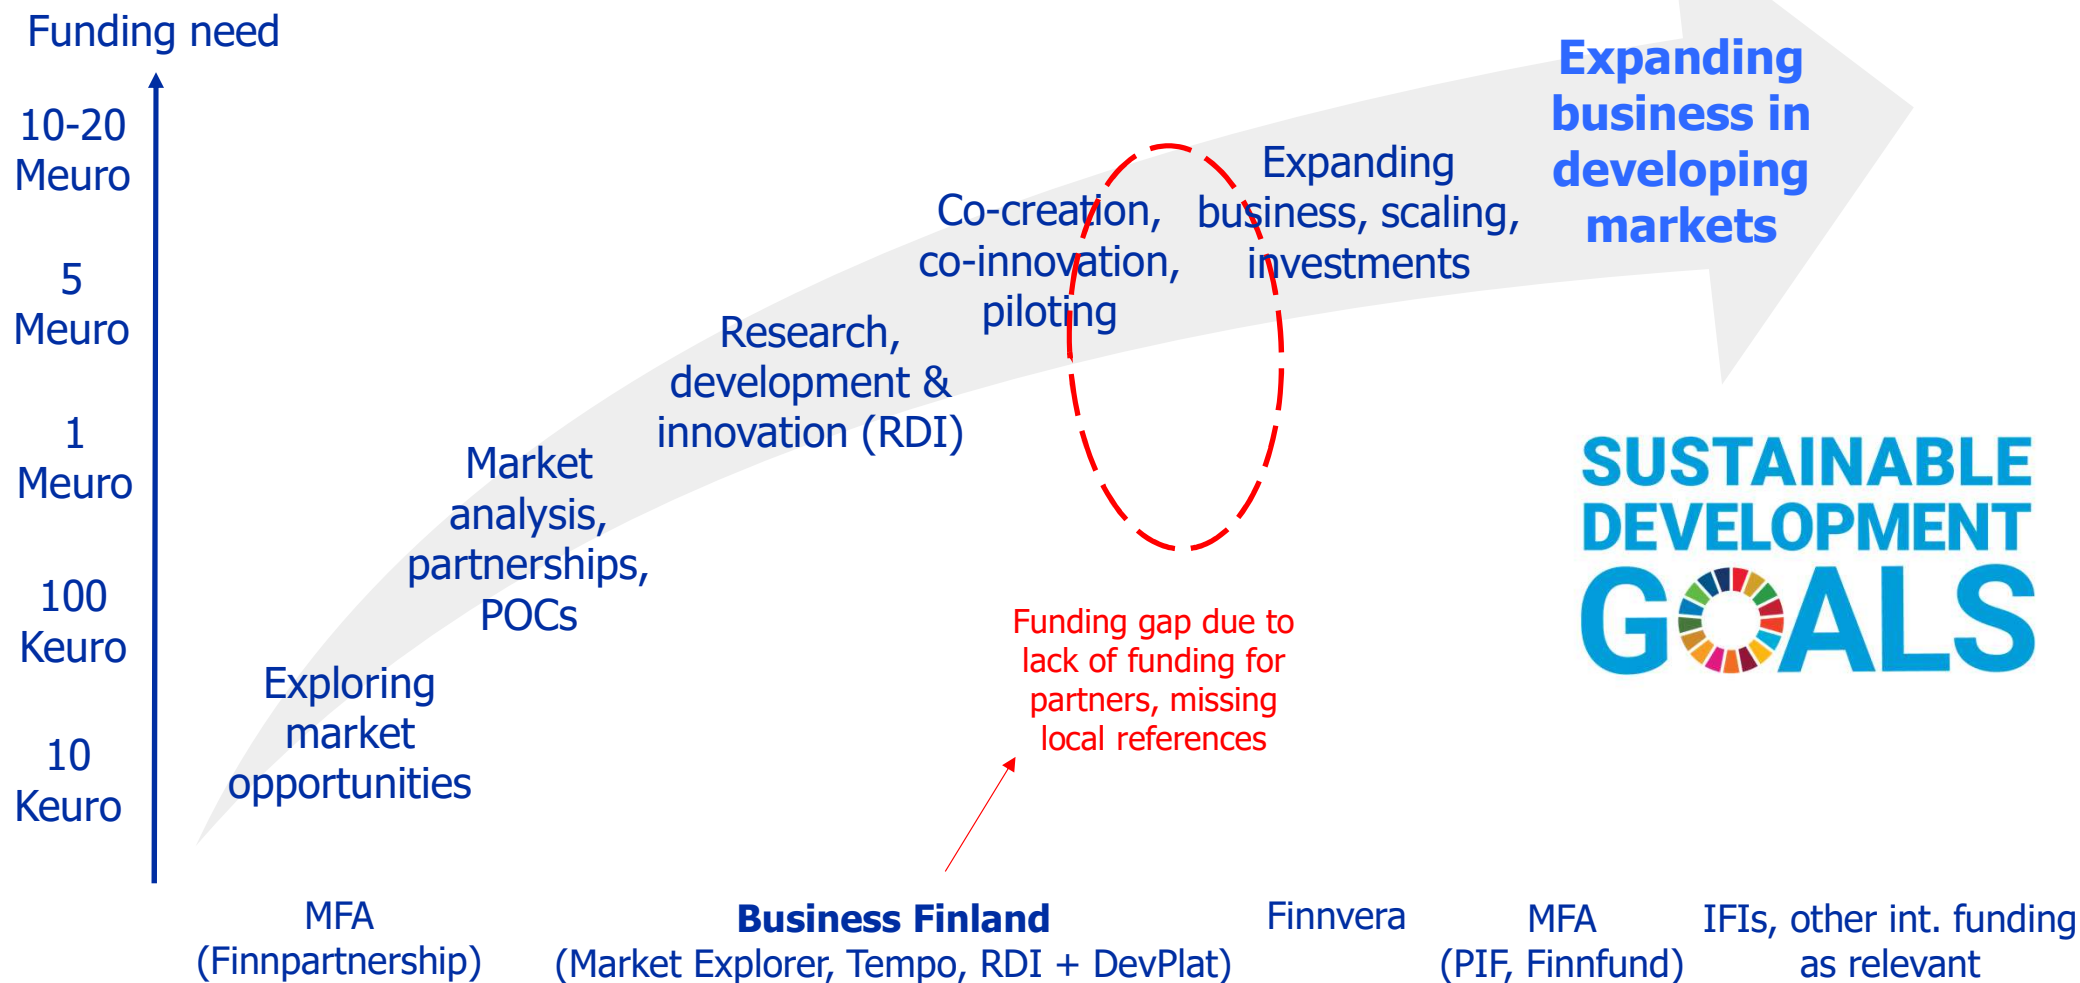 Funding need
10-20
Meuro
5
Meuro
1
Meuro
100
Keuro
10
Keuro
Exploring
market
opportunities
Market
analysis,
partnerships,
POCs
Research,
development &
innovation (RDI)
Co-creation,
co-innovation,
piloting
Expanding
business, scaling,
investments
Expanding
business in
developing
markets
SUSTAINABLE
DEVELOPMENT
GOALS
Funding gap due to
lack of funding for
partners, missing
local references
MFA
(Finnpartnership)
Business Finland
(Market Explorer, Tempo, RDI + DevPlat)
Finnvera
MFA
(PIF, Finnfund)
IFIs, other int. funding
as relevant